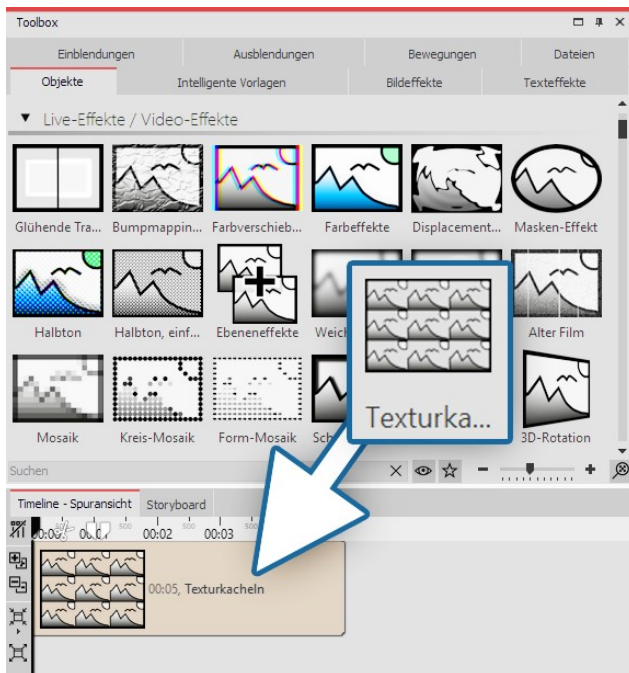 Toolbox
Einblendungen Ausblendungen Bewegungen Dateien
Objekte Intelligente Vorlagen Bildeffekte Texteffekte
Live-Effekte / Video-Effekte
Glühende Tra... Bumpmappin... Farbverschieb... Farbeffekte Displacement... Masken-Effekt
Halbton Halbton, einf... Ebeneneffekte Alter Film
Texturka...
Mosaik Kreis-Mosaik Form-Mosaik 3D-Rotation
Suchen
Timeline - Spuransicht Storyboard
00:02 00:03
00:05, Texturkacheln